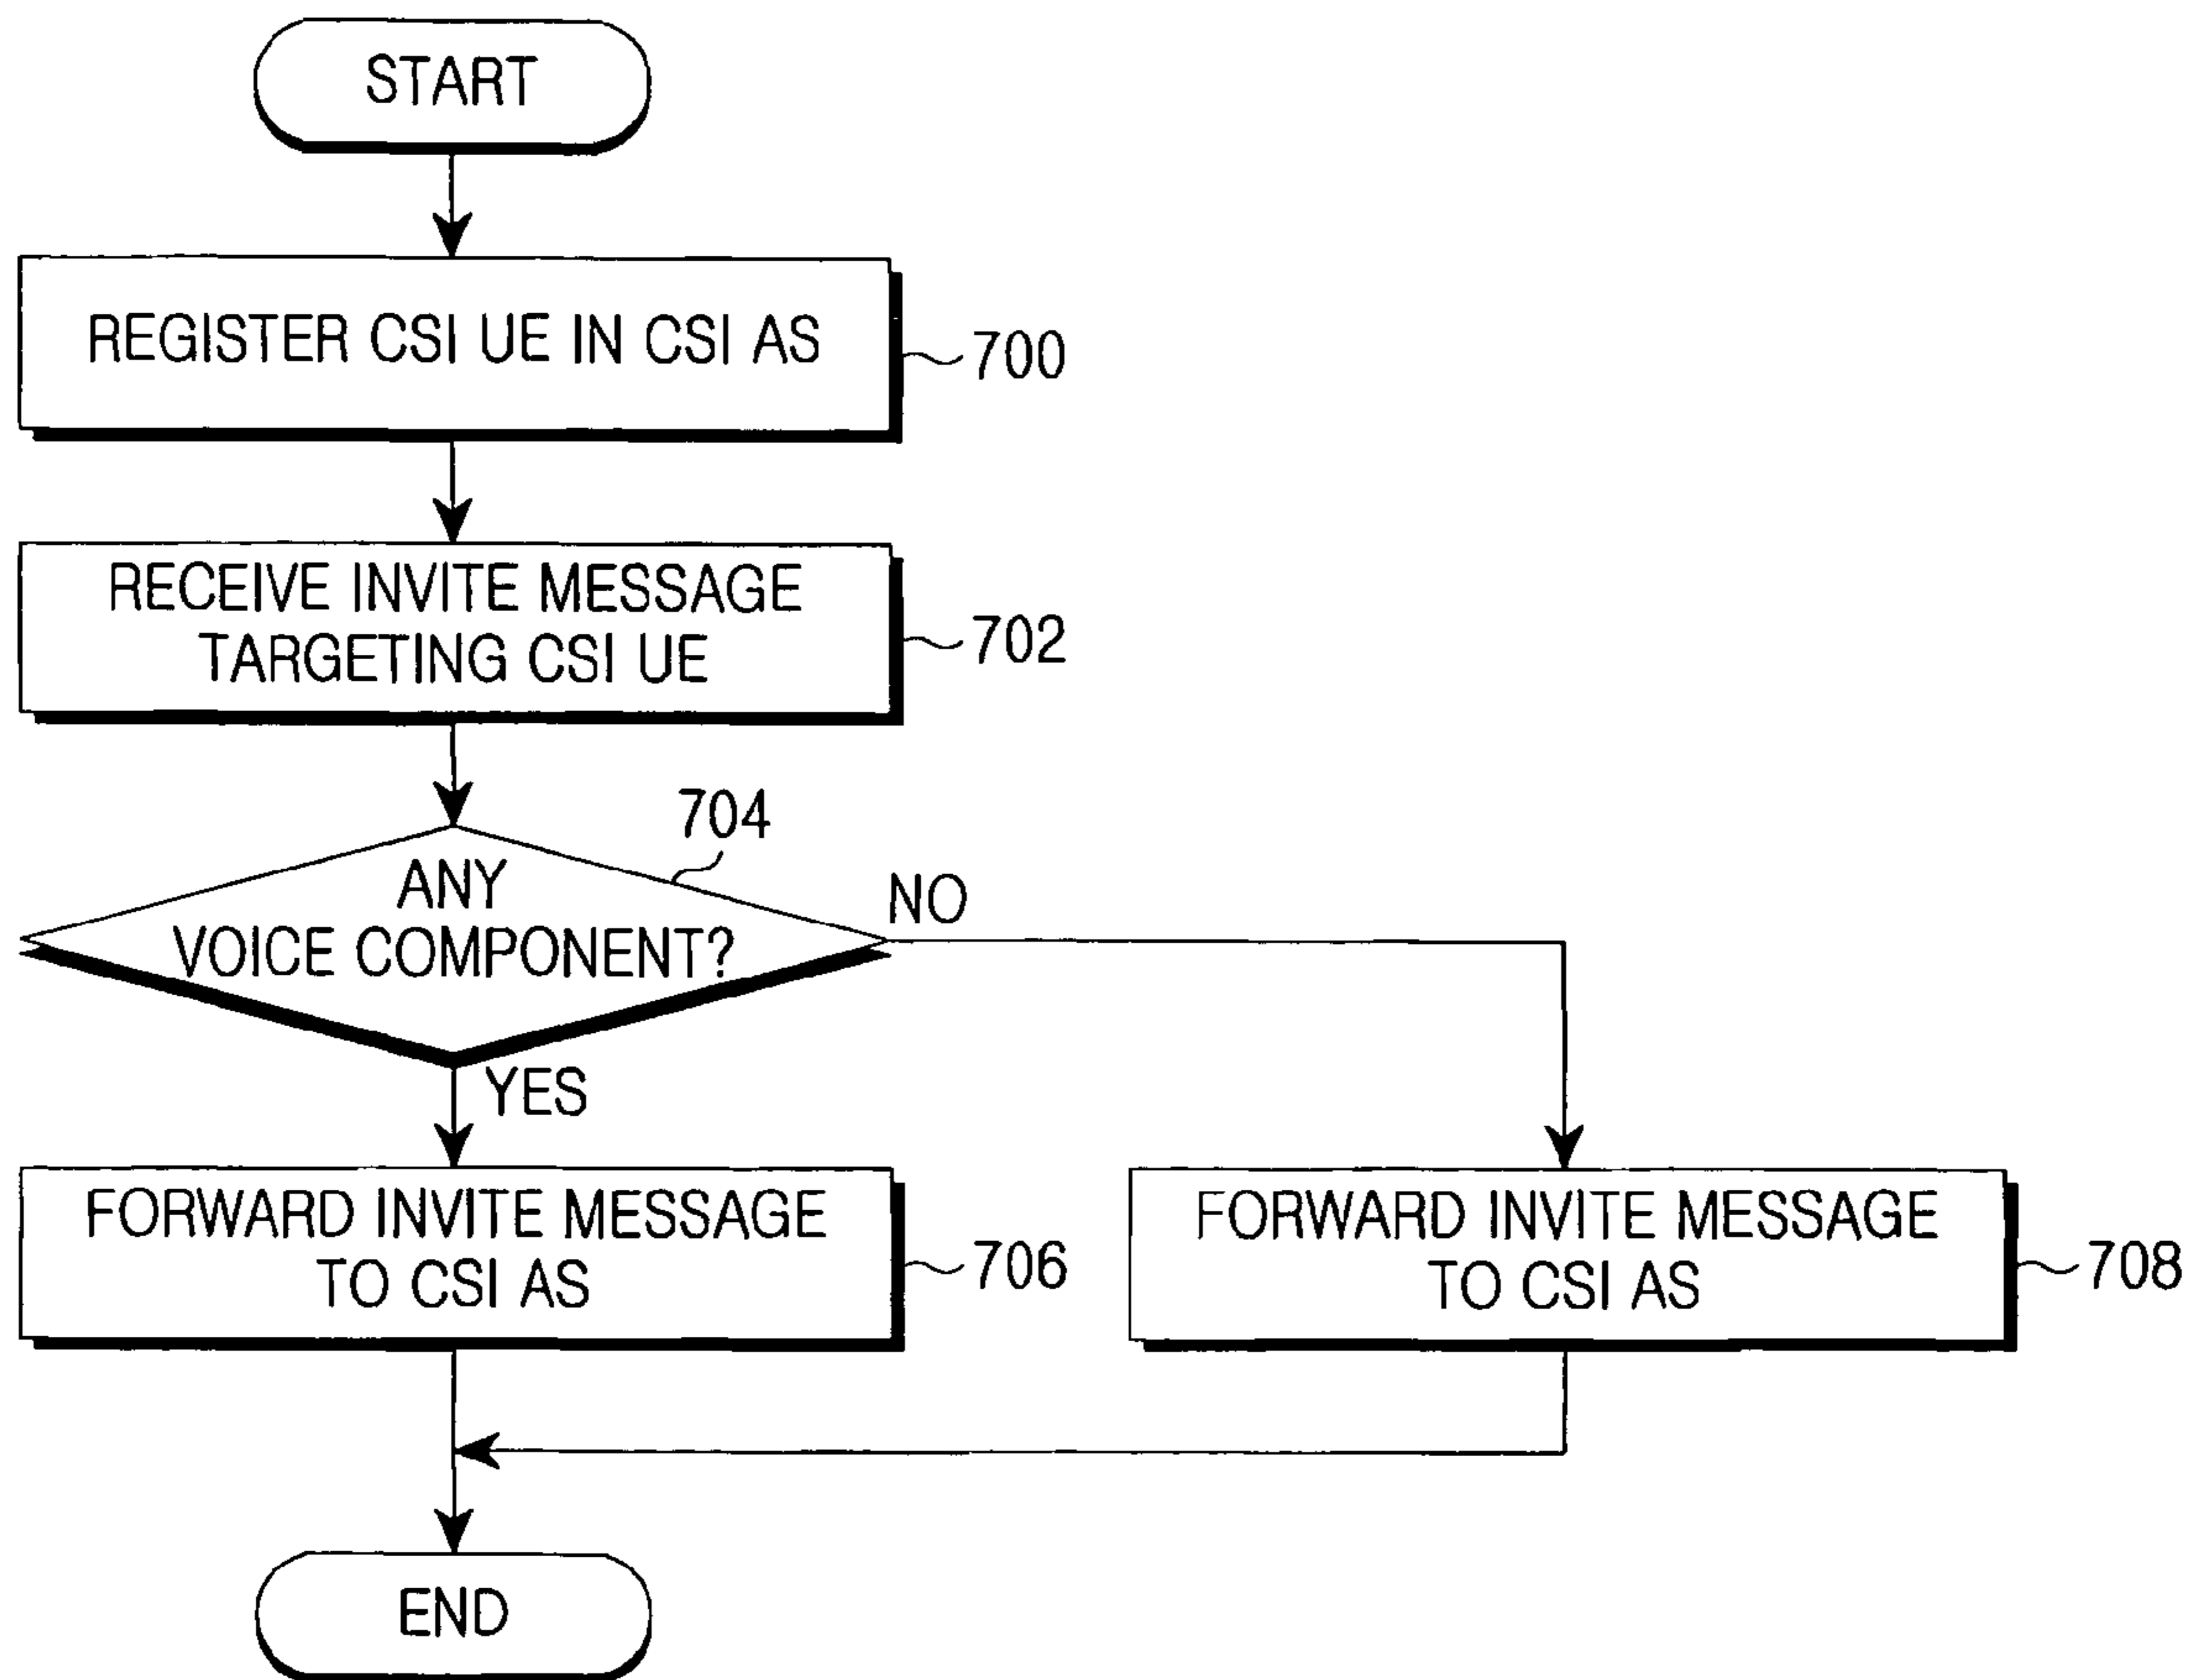 START
REGISTER CSI UE IN CSI AS
700
RECEIVE INVITE MESSAGE
TARGETING CSI UE
702
704
ANY
VOICE COMPONENT?
NO
YES
FORWARD INVITE MESSAGE
TO CSI AS
706
FORWARD INVITE MESSAGE
TO CSI AS
708
END